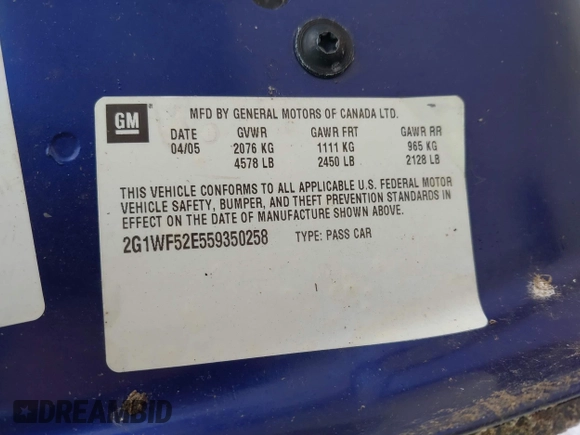 GM
MFD BY GENERAL MOTORS OF CANADA LTD.
DATE GVWR GAWR FRT GAWR RR
04/05 2076 KG 1111 KG 965 KG
4578 LB 2450 LB 2128 LB
THIS VEHICLE CONFORMS TO ALL APPLICABLE U.S. FEDERAL MOTOR
VEHICLE SAFETY, BUMPER, AND THEFT PREVENTION STANDARDS IN
EFFECT ON THE DATE OF MANUFACTURE SHOWN ABOVE.
2G1WF52E559350258 TYPE: PASS CAR
DREAMBID